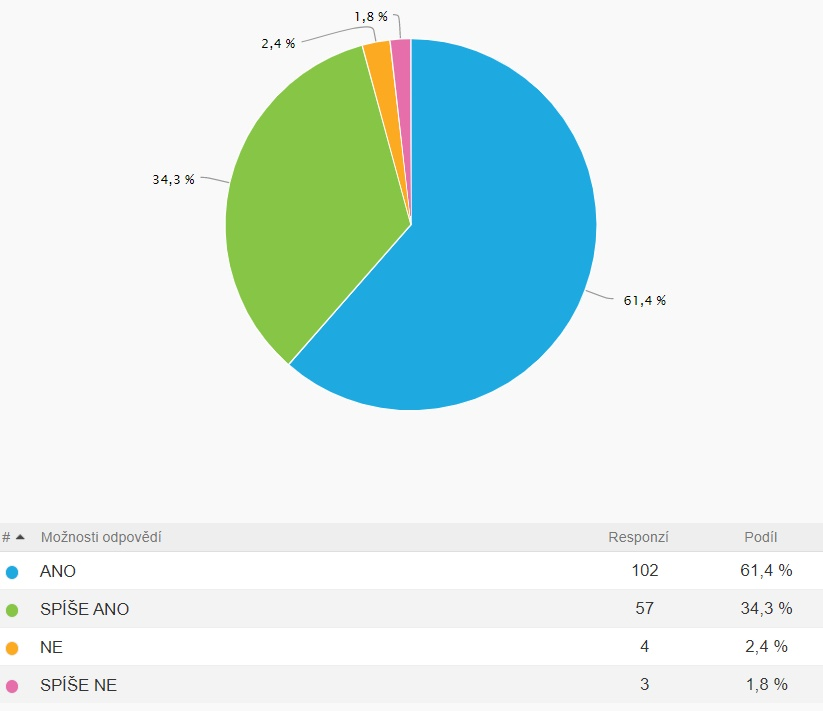 1,8 %
2,4 %
34,3 %
61,4 %
# Možnosti odpovědí Responzí Podíl
ANO 102 61,4 %
SPÍŠE ANO 57 34,3 %
NE 4 2,4 %
SPÍŠE NE 3 1,8 %